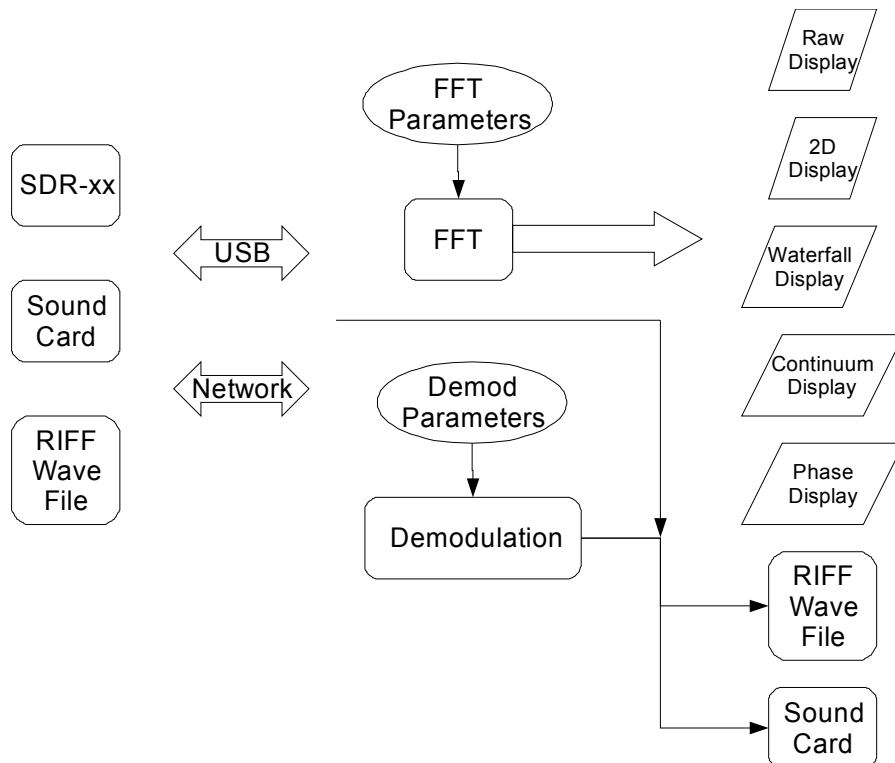 SDR-xx
Sound
Card
RIFF
Wave
File
USB
Network
FFT
Parameters
FFT
Demod
Parameters
Demodulation
Raw
Display
2D
Display
Waterfall
Display
Continuum
Display
Phase
Display
RIFF
Wave
File
Sound
Card